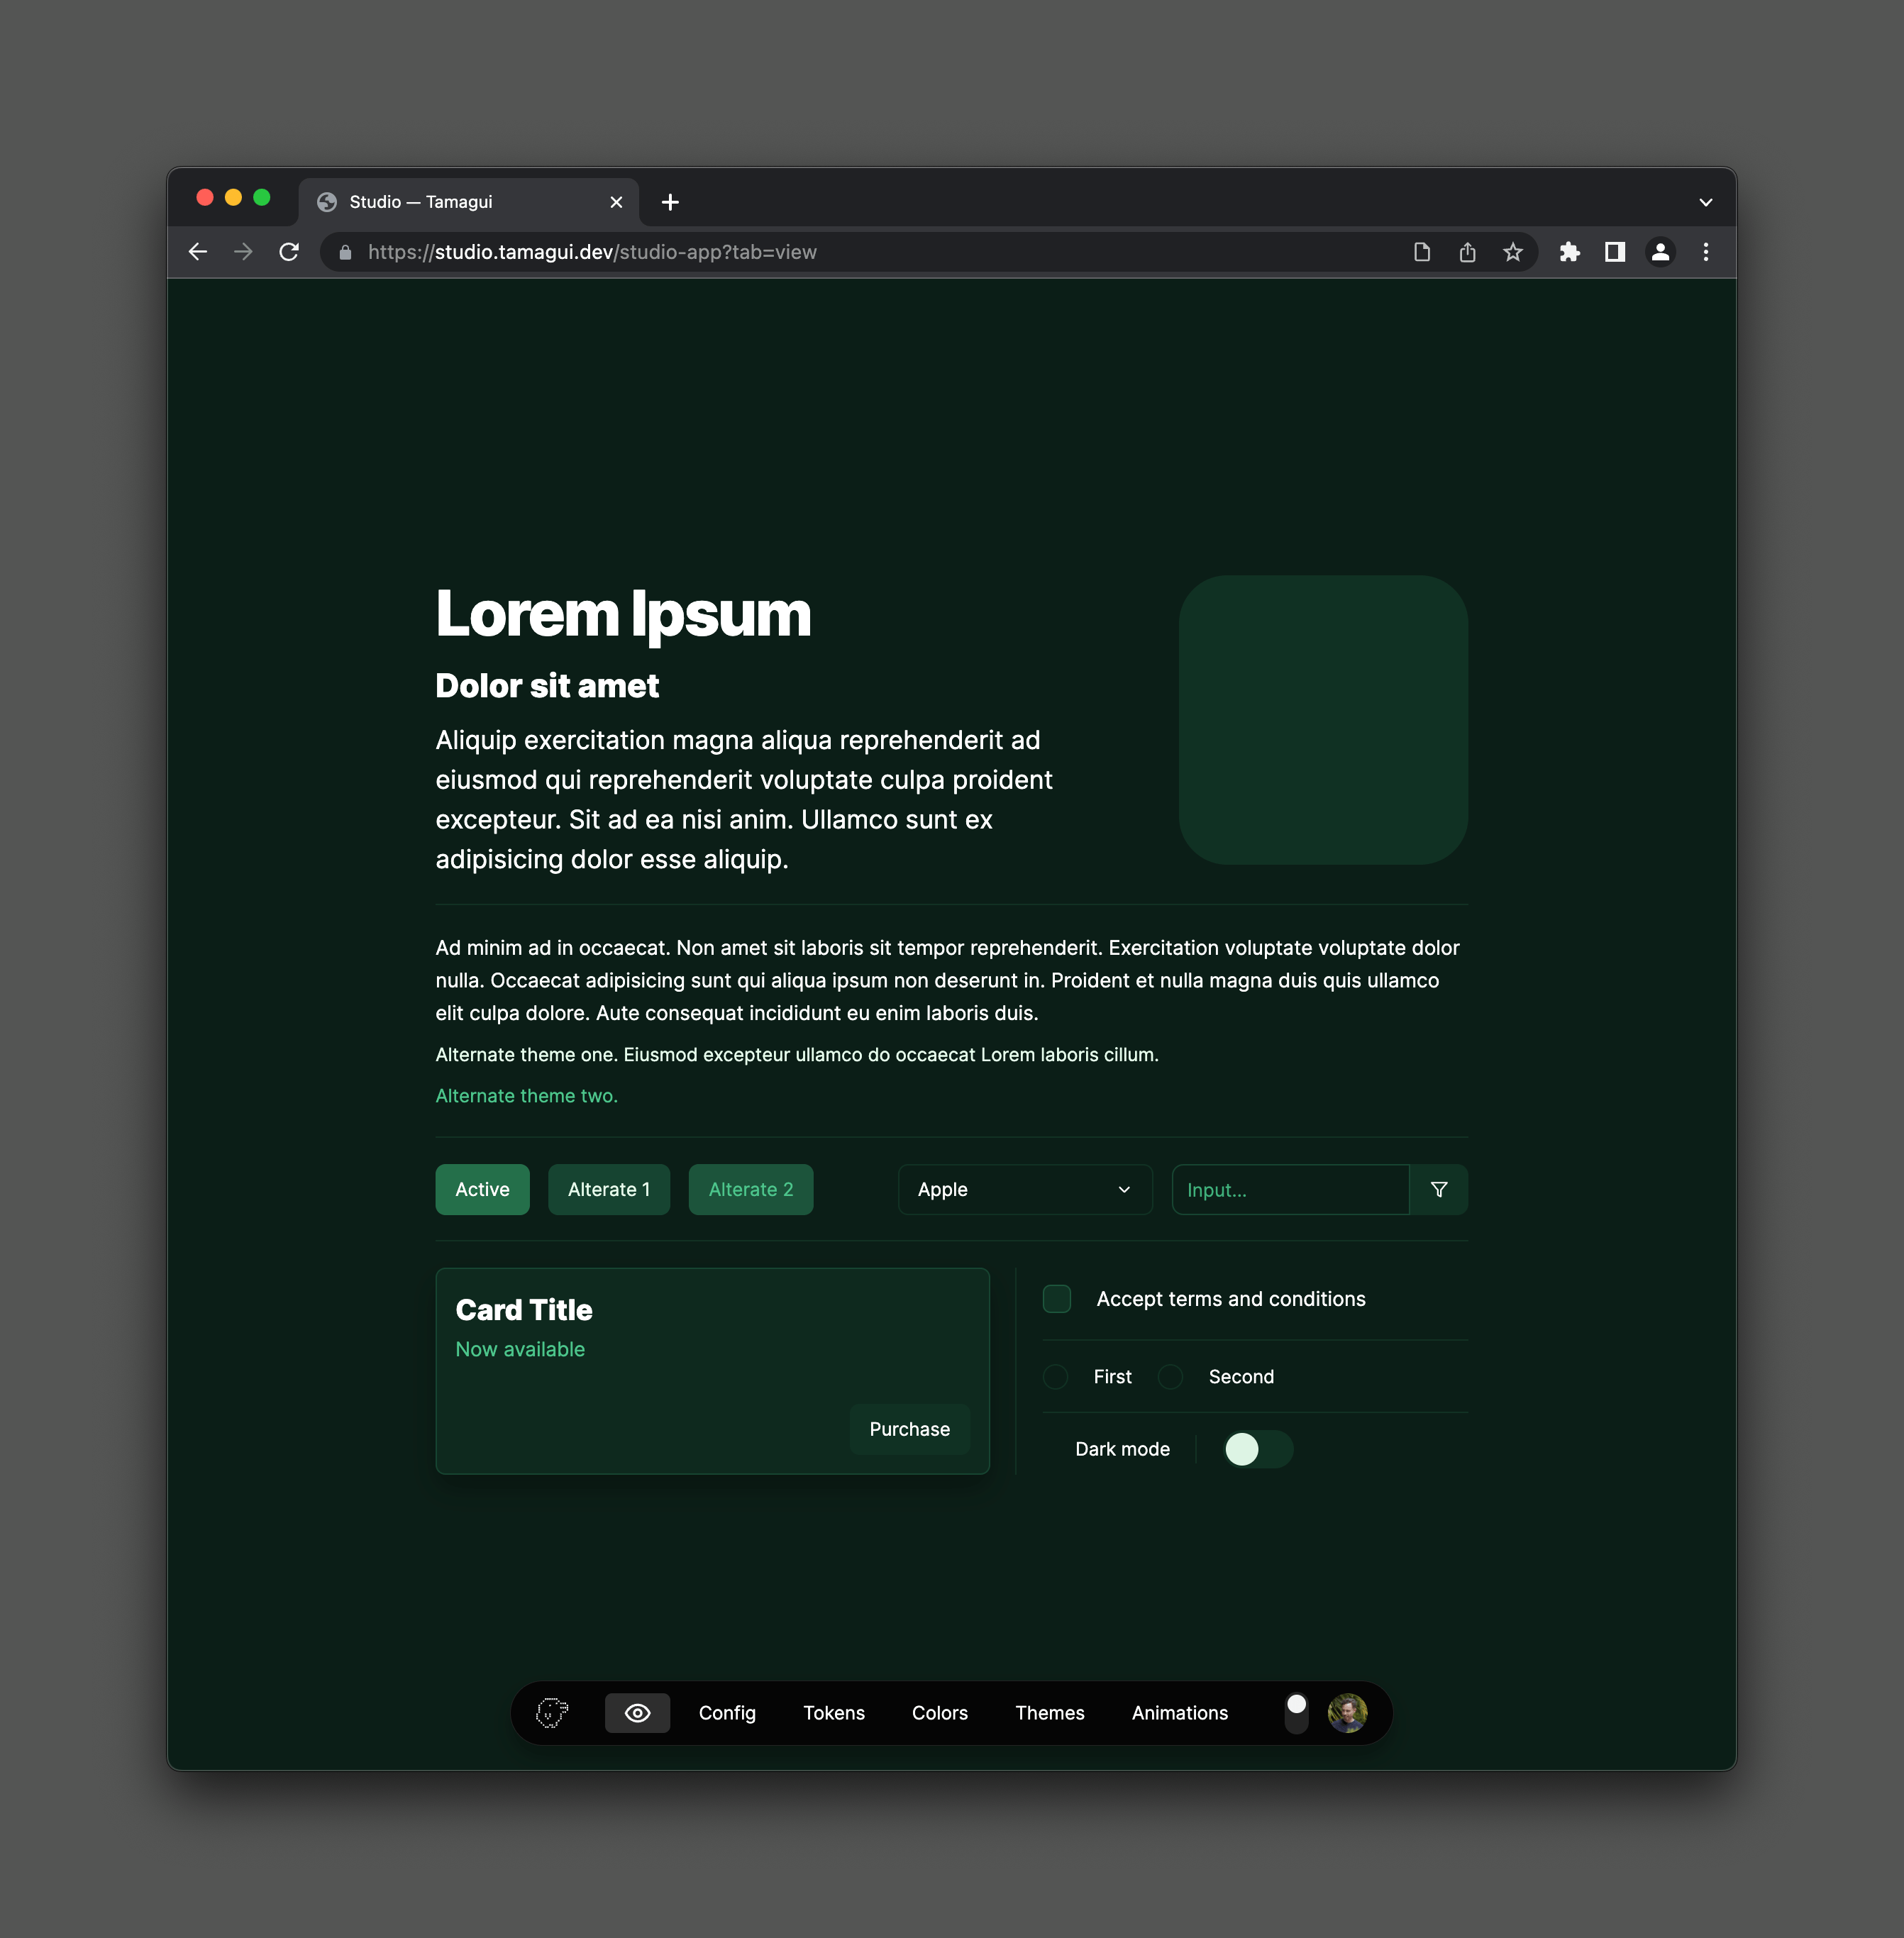 Studio — Tamagui
https://studio.tamagui.dev/studio-app?tab=view
Lorem Ipsum
Dolor sit amet
Aliquip exercitation magna aliqua reprehenderit ad
eiusmod qui reprehenderit voluptate culpa proident
excepteur. Sit ad ea nisi anim. Ullamco sunt ex
adipisicing dolor esse aliquip.
Ad minim ad in occaecat. Non amet sit laboris sit tempor reprehenderit. Exercitation voluptate voluptate dolor
nulla. Occaecat adipisicing sunt qui aliqua ipsum non deserunt in. Proident et nulla magna duis quis ullamco
elit culpa dolore. Aute consequat incididunt eu enim laboris duis.
Alternate theme one. Eiusmod excepteur ullamco do occaecat Lorem laboris cillum.
Alternate theme two.
Active Alterate 1 Alterate 2 Apple Input...
Card Title
Now available
Purchase
Accept terms and conditions
First Second
Dark mode
Config Tokens Colors Themes Animations